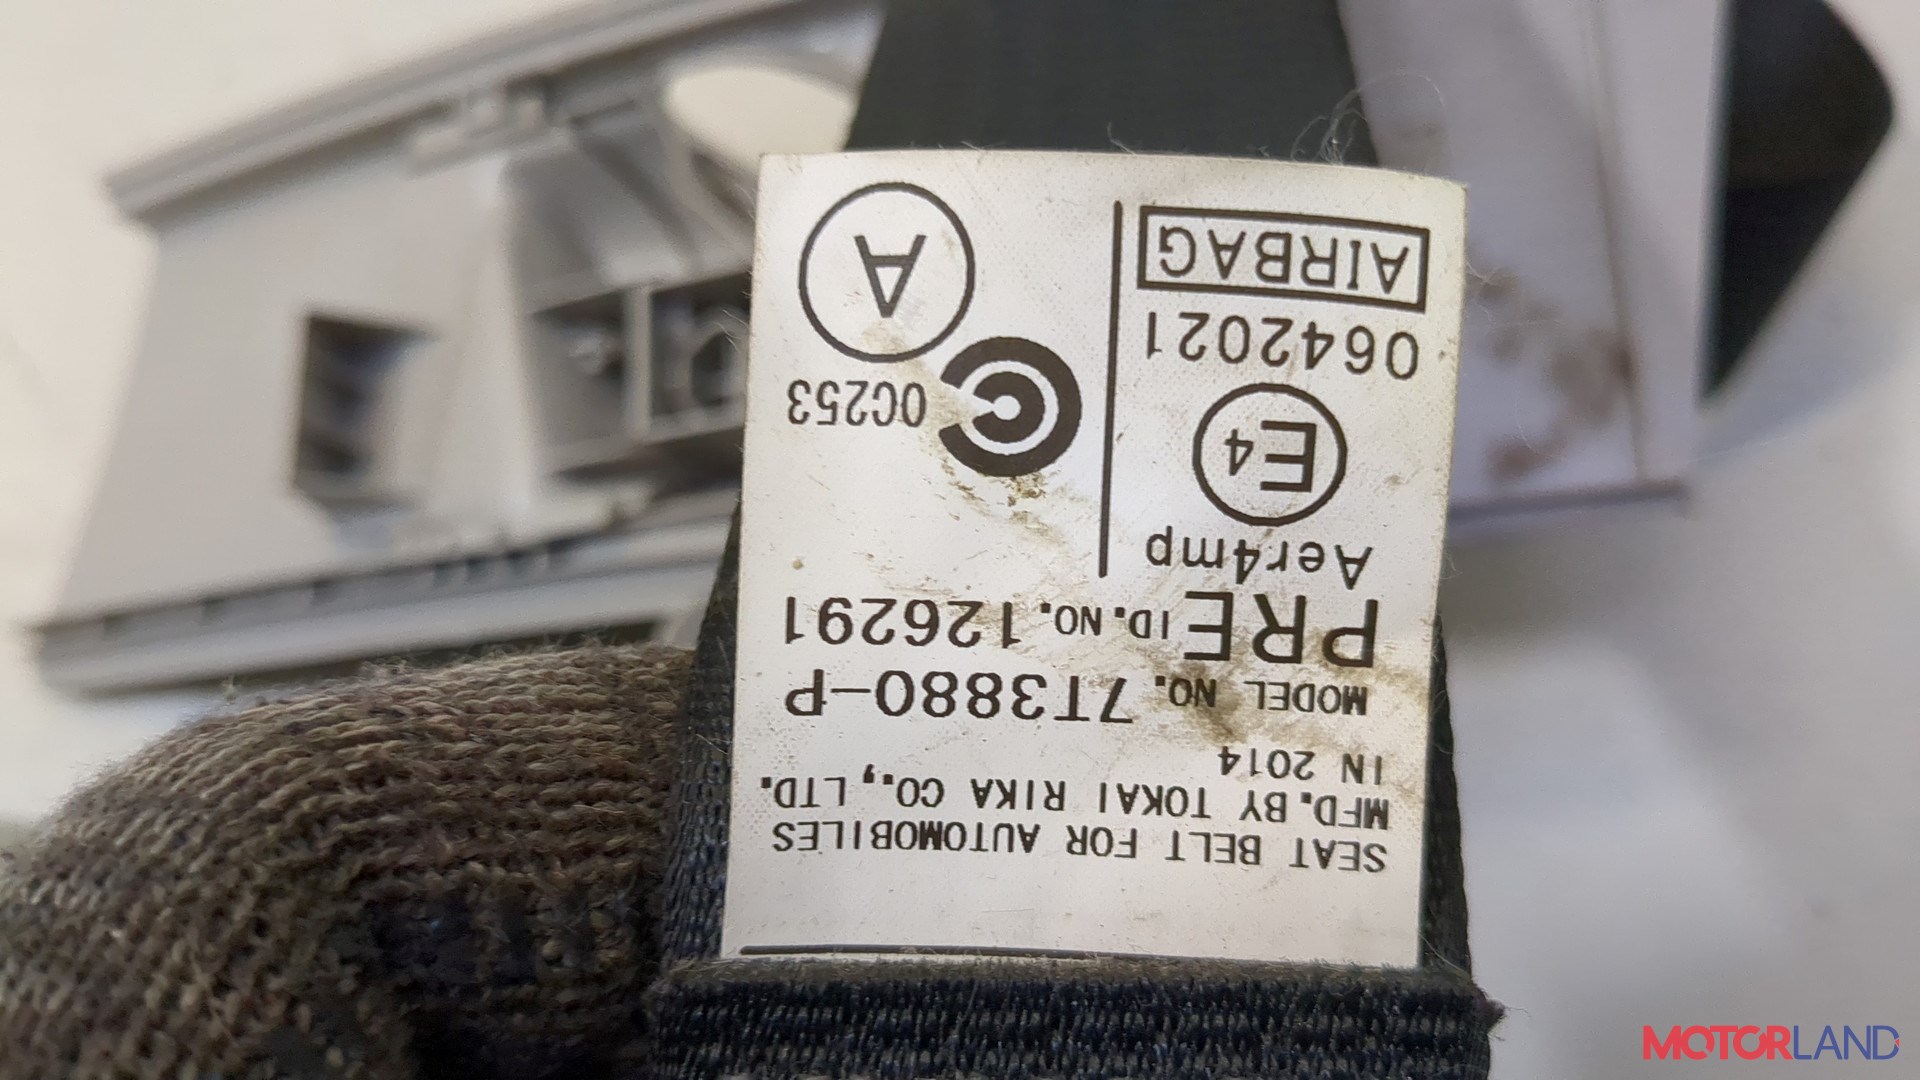 SEAT BELT FOR AUTOMOBILES
MFD. BY TOKAI RIKA CO., LTD.
IN 2014
MODEL NO. 7T3880-P
PRE ID. NO. 126291
Aer4mp
E4
0642021
AIRBAG
0C253
A
MOTORLAND